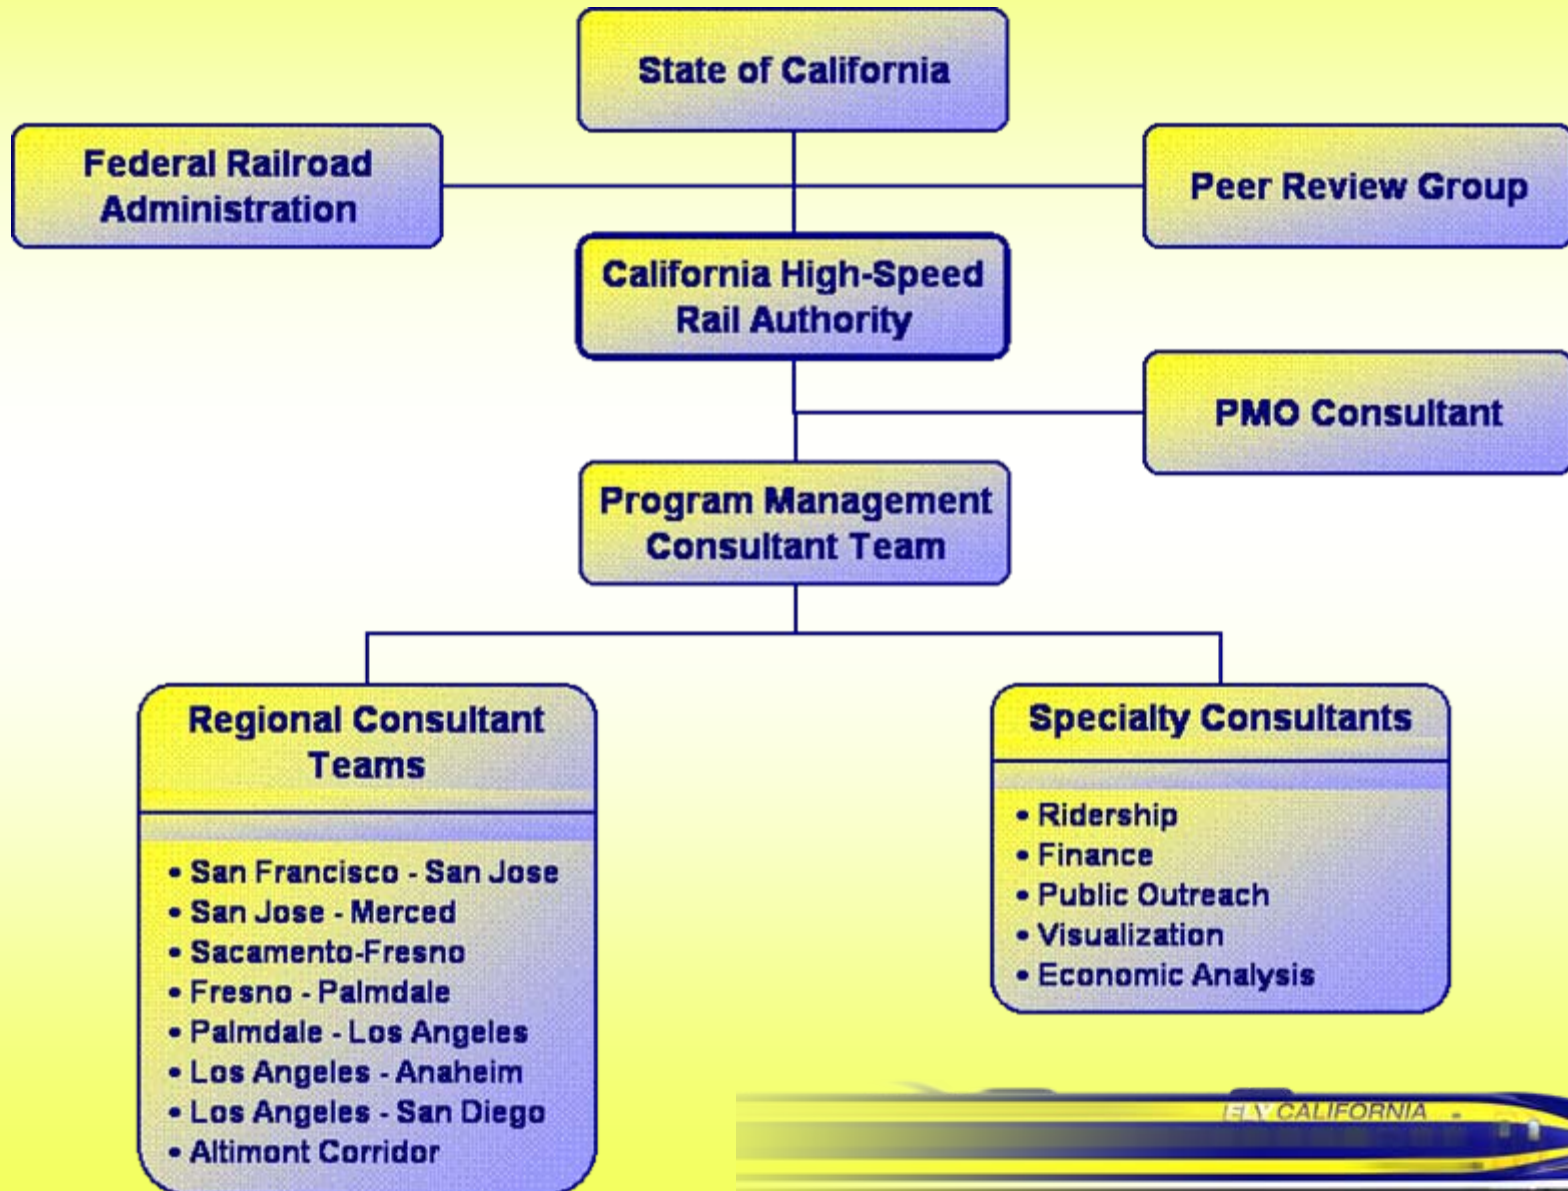 State of California
Federal Railroad
Administration
Peer Review Group
California High-Speed
Rail Authority
PMO Consultant
Program Management
Consultant Team
Regional Consultant
Teams
• San Francisco - San Jose
• San Jose - Merced
• Sacamento-Fresno
• Fresno - Palmdale
• Palmdale - Los Angeles
• Los Angeles - Anaheim
• Los Angeles - San Diego
• Altimont Corridor
Specialty Consultants
• Ridership
• Finance
• Public Outreach
• Visualization
• Economic Analysis
FLY CALIFORNIA